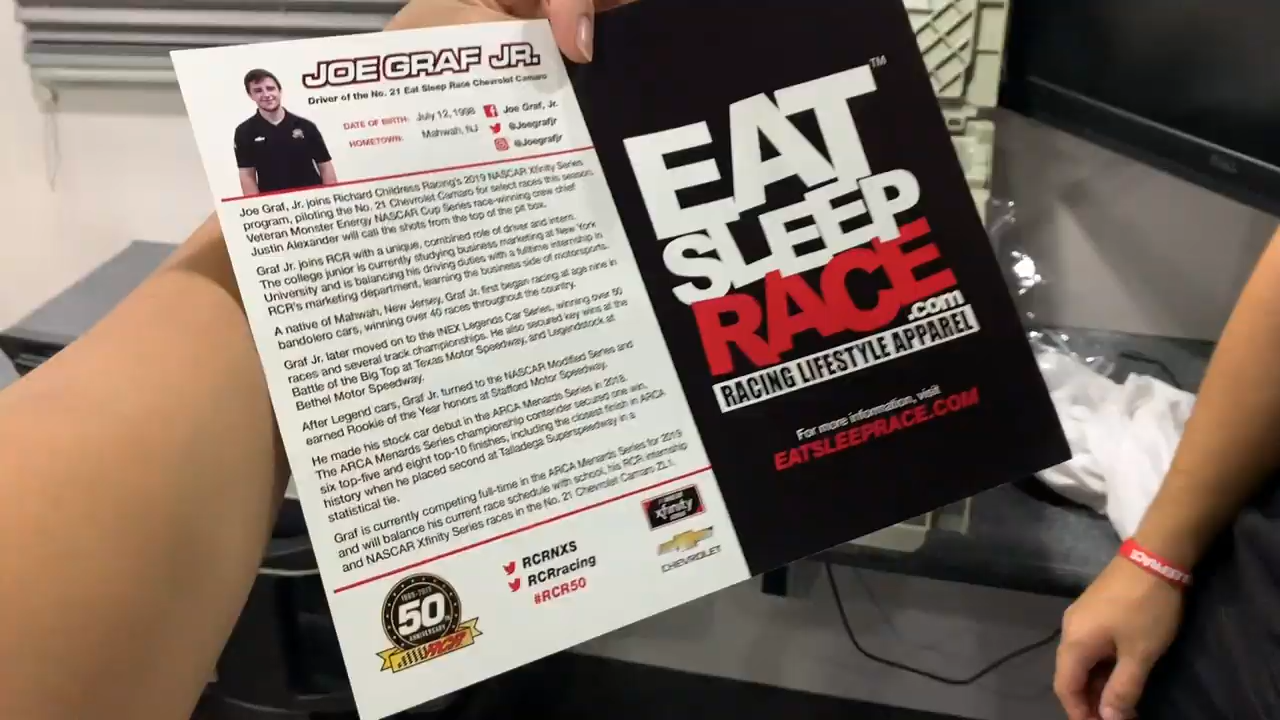 JOE GRAF JR.
Driver of the No. 21 Eat Sleep Race Chevrolet Camaro
DATE OF BIRTH: July 12, 1998
HOMETOWN: Mahwah, NJ
Joe Graf, Jr.
@Joegrafjr
@Joegrafjr
Joe Graf, Jr. joins Richard Childress Racing's 2019 NASCAR Xfinity Series
program, piloting the No. 21 Chevrolet Camaro for select races this season.
Veteran Monster Energy NASCAR Cup Series race-winning crew chief
Justin Alexander will call the shots from the top of the pit box.
Graf Jr. joins RCR with a unique, combined role of driver and intern.
The college junior is currently studying business marketing at New York
University and is balancing his driving duties with a fulltime internship in
RCR's marketing department, learning the business side of motorsports.
A native of Mahwah, New Jersey, Graf Jr. first began racing at age nine in
bandolero cars, winning over 40 races throughout the country.
Graf Jr. later moved on to the INEX Legends Car Series, winning over 50
races and several track championships. He also secured key wins at the
Battle of the Big Top at Texas Motor Speedway, and Legendstock at
Bethel Motor Speedway.
After Legend cars, Graf Jr. turned to the NASCAR Modified Series and
earned Rookie of the Year honors at Stafford Motor Speedway.
He made his stock car debut in the ARCA Menards Series in 2018.
The ARCA Menards Series championship contender secured one win,
six top-five and eight top-10 finishes, including the closest finish in ARCA
history when he placed second at Talladega Superspeedway in a
statistical tie.
Graf is currently competing full-time in the ARCA Menards Series for 2019
and will balance his current race schedule with school, his RCR internship
and NASCAR Xfinity Series races in the No. 21 Chevrolet Camaro ZL1.
1969-2019
50TH
ANNIVERSARY
RCR
RCRNXS
RCRracing
#RCR50
NASCAR
xfinity
SERIES
CHEVROLET
EAT™
SLEEP
RACE
.com
RACING LIFESTYLE APPAREL
For more information, visit
EATSLEEPRACE.COM